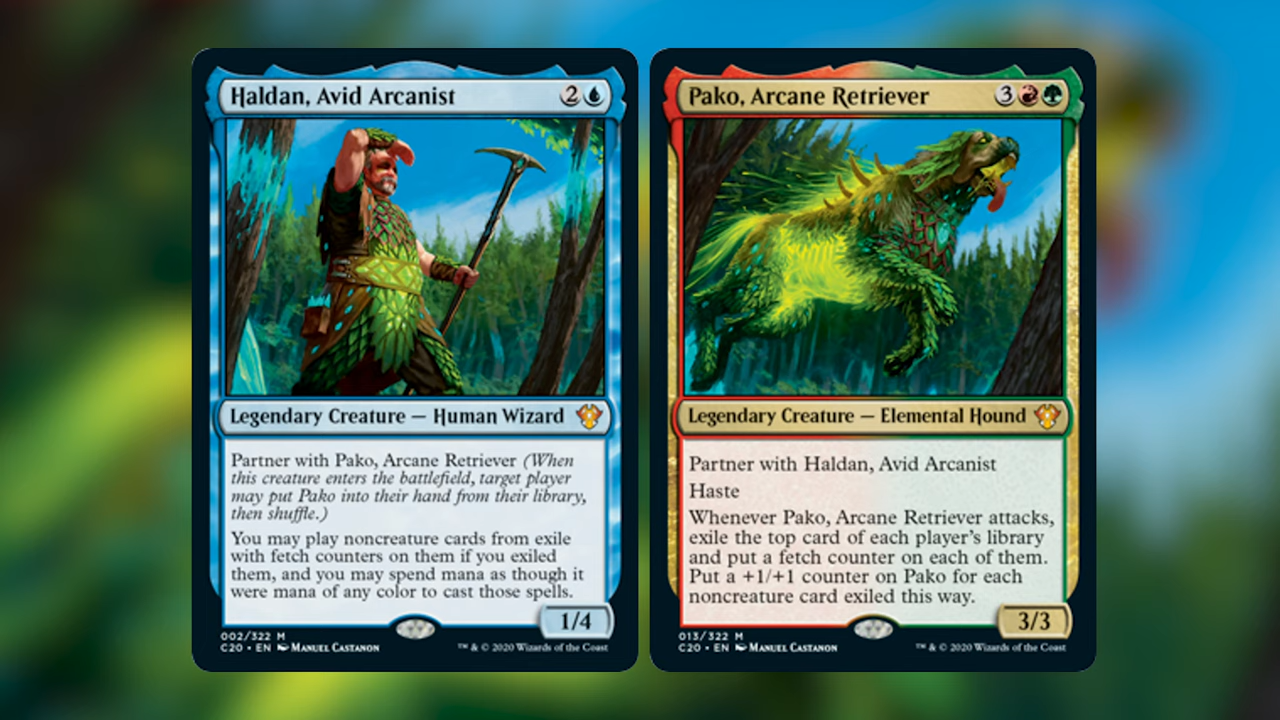 Haldan, Avid Arcanist 2
Legendary Creature — Human Wizard
Partner with Pako, Arcane Retriever (When
this creature enters the battlefield, target player
may put Pako into their hand from their library,
then shuffle.)
You may play noncreature cards from exile
with fetch counters on them if you exiled
them, and you may spend mana as though it
were mana of any color to cast those spells.
1/4
002/322 M
C20 • EN Manuel Castanon
™ & © 2020 Wizards of the Coast
Pako, Arcane Retriever 3
Legendary Creature — Elemental Hound
Partner with Haldan, Avid Arcanist
Haste
Whenever Pako, Arcane Retriever attacks,
exile the top card of each player's library
and put a fetch counter on each of them.
Put a +1/+1 counter on Pako for each
noncreature card exiled this way.
3/3
013/322 M
C20 • EN Manuel Castanon
™ & © 2020 Wizards of the Coast